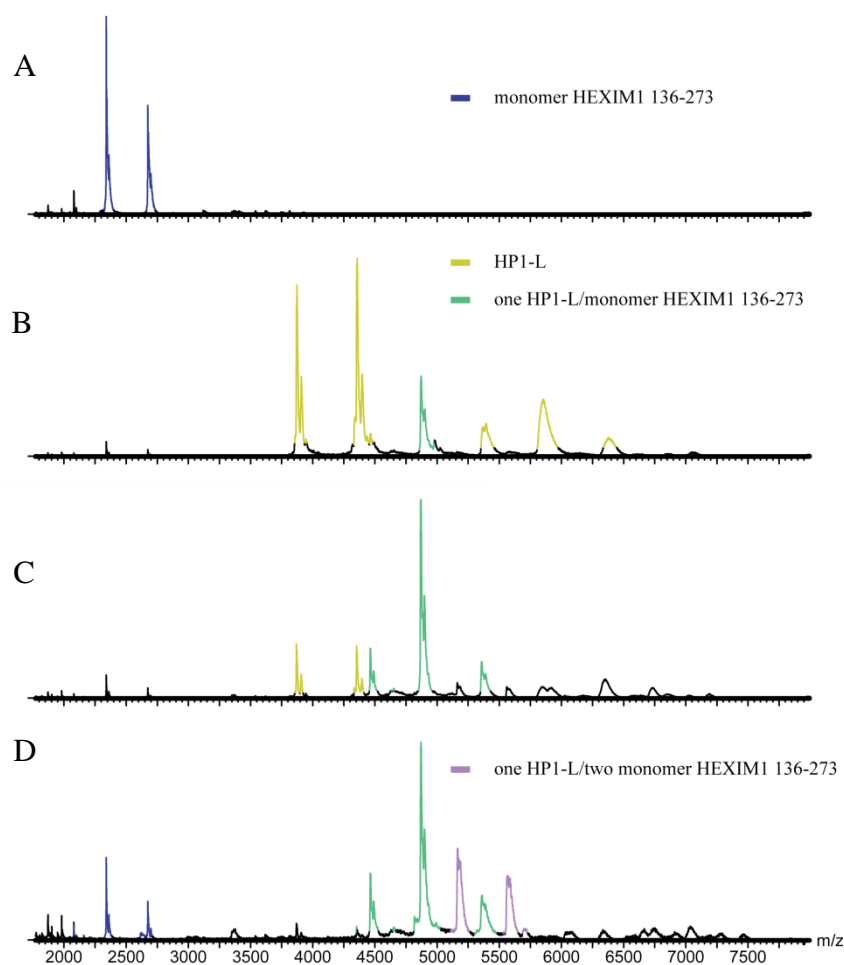 A
monomer HEXIM1 136-273
HP1-L
one HP1-L/monomer HEXIM1 136-273
B
C
D
one HP1-L/two monomer HEXIM1 136-273
2000 2500 3000 3500 4000 4500 5000 5500 6000 6500 7000 7500 m/z